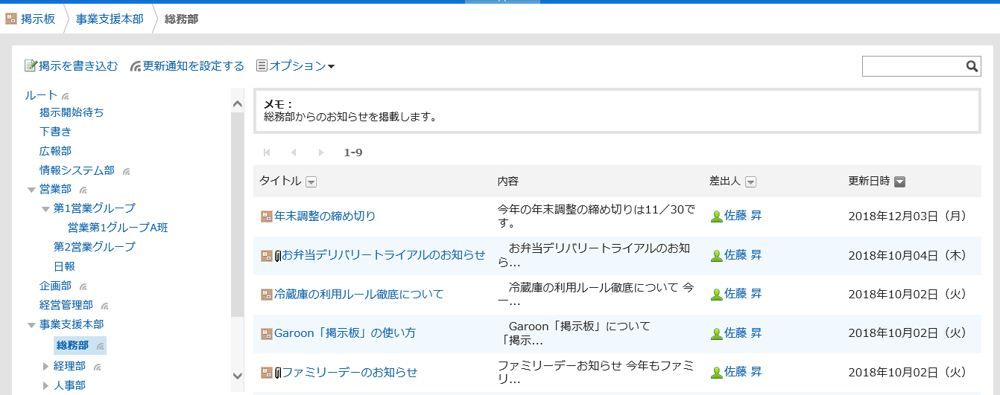 掲示板
事業支援本部
総務部
掲示を書き込む
更新通知を設定する
オプション
ルート
掲示開始待ち
下書き
広報部
情報システム部
営業部
第1営業グループ
営業第1グループA班
第2営業グループ
日報
企画部
経営管理部
事業支援本部
総務部
経理部
人事部
メモ：
総務部からのお知らせを掲載します。
1-9
タイトル 内容 差出人 更新日時
年末調整の締め切り
今年の年末調整の締め切りは11／30で
す。
佐藤 昇
2018年12月03日（月）
お弁当デリバリートライアルのお知らせ
お弁当デリバリートライアルのお知
ら...
佐藤 昇
2018年10月04日（木）
冷蔵庫の利用ルール徹底について
冷蔵庫の利用ルール徹底について 今
一...
佐藤 昇
2018年10月02日（火）
Garoon「掲示板」の使い方
Garoon「掲示板」について
「掲示...
佐藤 昇
2018年10月02日（火）
ファミリーデーのお知らせ
ファミリーデーお知らせ 今年もファミ
リ...
佐藤 昇
2018年10月02日（火）